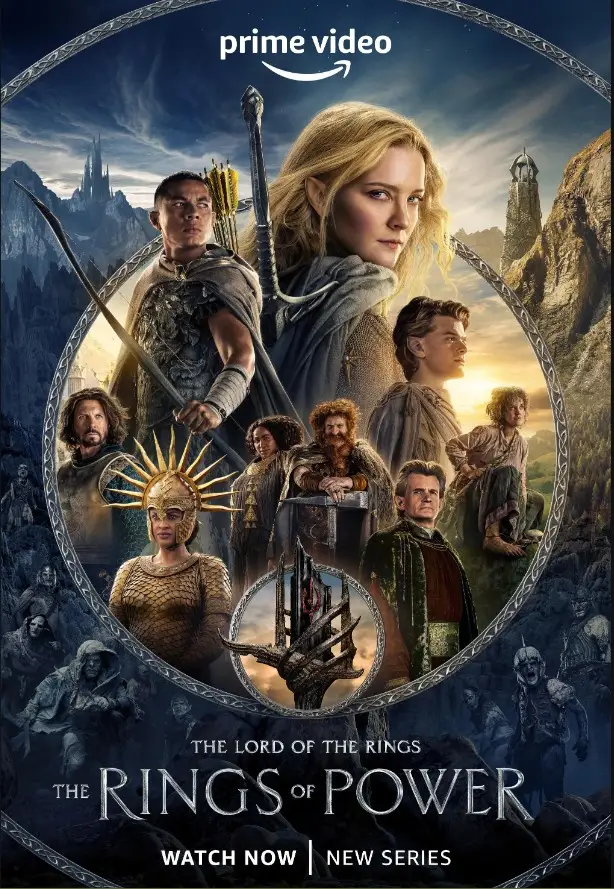 prime video
THE LORD OF THE RINGS
THE RINGS OF POWER
WATCH NOW | NEW SERIES